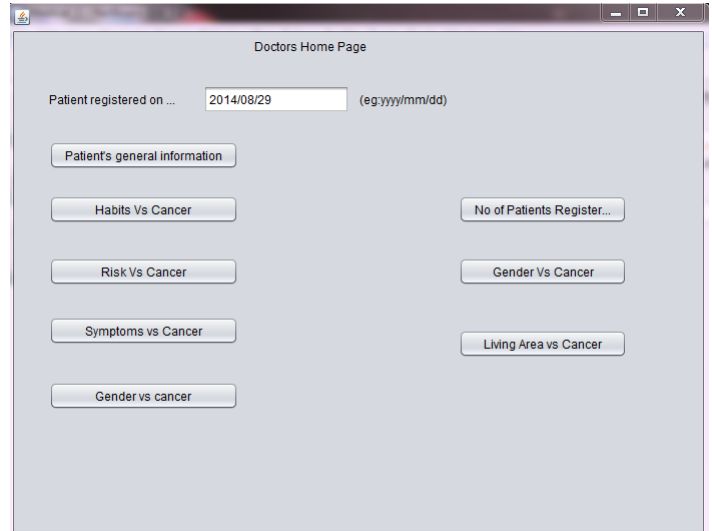 Doctors Home Page
Patient registered on ... 2014/08/29 (eg:yyyy/mm/dd)
Patient's general information
Habits Vs Cancer No of Patients Register...
Risk Vs Cancer Gender Vs Cancer
Symptoms vs Cancer
Living Area vs Cancer
Gender vs cancer